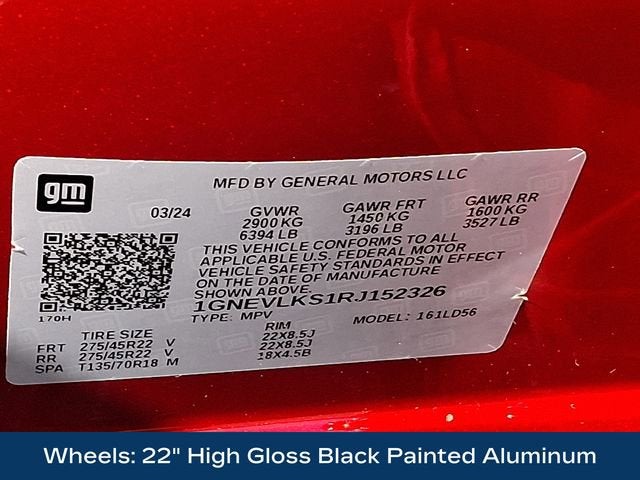 gm
MFD BY GENERAL MOTORS LLC
03/24 GVWR GAWR FRT GAWR RR
2900 KG 1450 KG 1600 KG
6394 LB 3196 LB 3527 LB
THIS VEHICLE CONFORMS TO ALL
APPLICABLE U.S. FEDERAL MOTOR
VEHICLE SAFETY STANDARDS IN EFFECT
ON THE DATE OF MANUFACTURE
SHOWN ABOVE.
1GNEVLKS1RJ152326
170H
TYPE: MPV MODEL: 161LD56
TIRE SIZE RIM
FRT 275/45R22 V 22X8.5J
RR 275/45R22 V 22X8.5J
SPA T135/70R18 M 18X4.5B
Wheels: 22" High Gloss Black Painted Aluminum